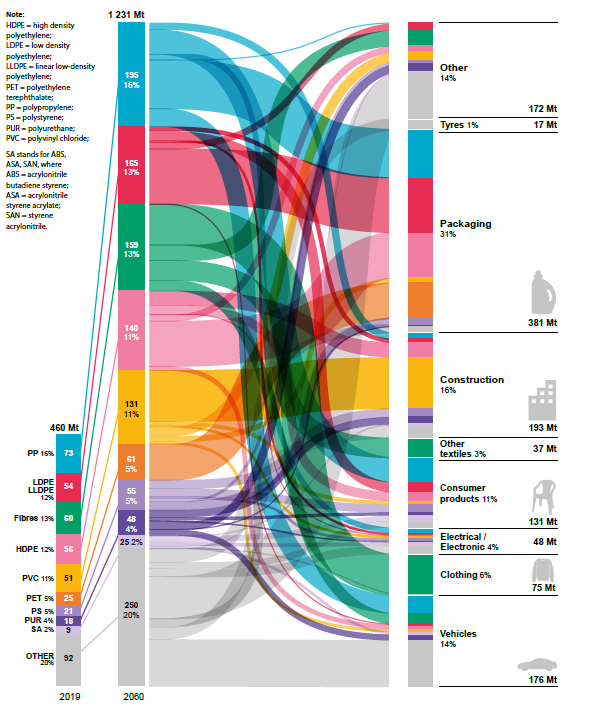 Note:
HDPE = high density
polyethylene;
LDPE = low density
polyethylene;
LLDPE = linear low-density
polyethylene;
PET = polyethylene
terephthalate;
PP = polypropylene;
PS = polystyrene;
PUR = polyurethane;
PVC = polyvinyl chloride;
SA stands for ABS,
ASA, SAN, where
ABS = acrylonitrile
butadiene styrene;
ASA = acrylonitrile
styrene acrylate;
SAN = styrene
acrylonitrile.
460 Mt
PP 16% 73
LDPE
LLDPE
12%
54
Fibres 13% 60
HDPE 12% 56
PVC 11% 51
PET 5% 25
PS 5% 21
PUR 4% 18
SA 2% 9
OTHER
20%
92
2019
1 231 Mt
195
16%
165
13%
159
13%
140
11%
131
11%
61
5%
55
5%
48
4%
25 2%
250
20%
2060
Other
14%
172 Mt
Tyres 1% 17 Mt
Packaging
31%
381 Mt
Construction
16%
193 Mt
Other
textiles 3%
37 Mt
Consumer
products 11%
131 Mt
Electrical /
Electronic 4%
48 Mt
Clothing 6%
75 Mt
Vehicles
14%
176 Mt